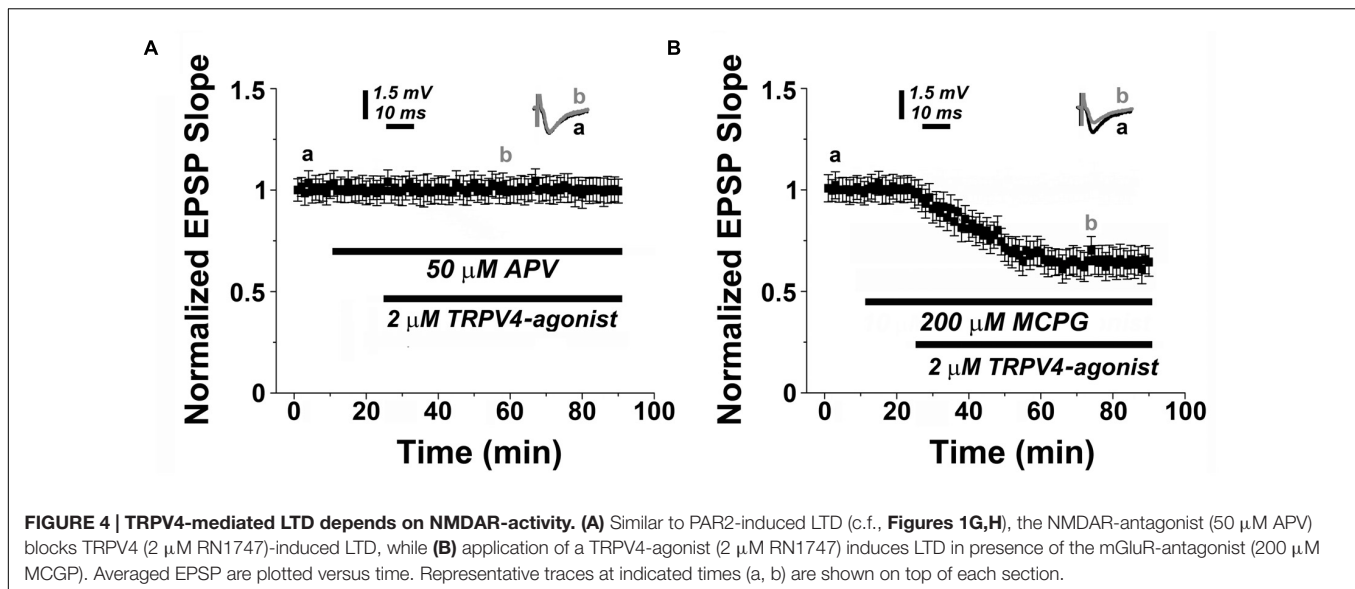 A
Normalized EPSP Slope
1.5
1
0.5
0
1.5 mV
10 ms
b
a
a
b
50 μM APV
2 μM TRPV4-agonist
0 20 40 60 80 100
Time (min)
B
Normalized EPSP Slope
1.5
1
0.5
0
1.5 mV
10 ms
b
a
a
b
200 μM MCPG
2 μM TRPV4-agonist
0 20 40 60 80 100
Time (min)
FIGURE 4 | TRPV4-mediated LTD depends on NMDAR-activity. (A) Similar to PAR2-induced LTD (c.f., Figures 1G,H), the NMDAR-antagonist (50 μM APV)
blocks TRPV4 (2 μM RN1747)-induced LTD, while (B) application of a TRPV4-agonist (2 μM RN1747) induces LTD in presence of the mGluR-antagonist (200 μM
MCGP). Averaged EPSP are plotted versus time. Representative traces at indicated times (a, b) are shown on top of each section.